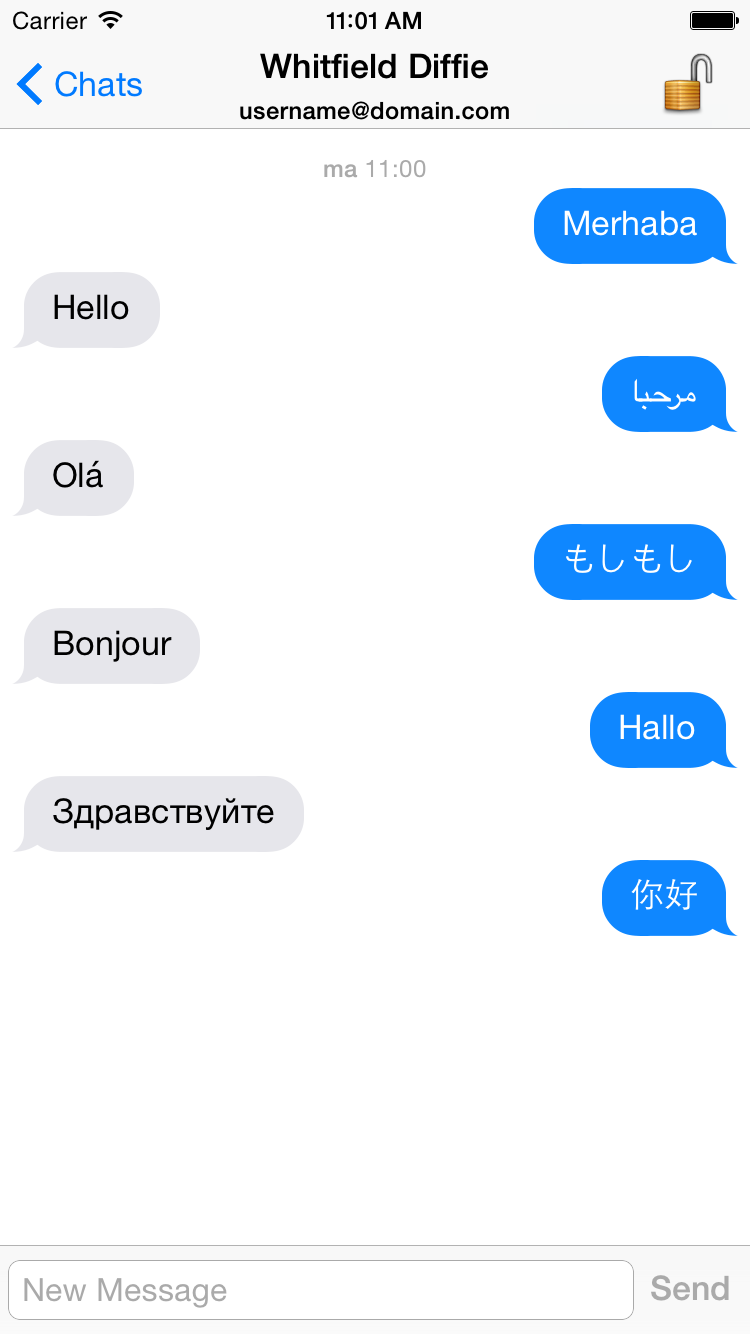 Carrier 11:01 AM
Chats
Whitfield Diffie
username@domain.com
ma 11:00
Merhaba
Hello
مرحبا
Olá
もしもし
Bonjour
Hallo
Здравствуйте
你好
New Message
Send